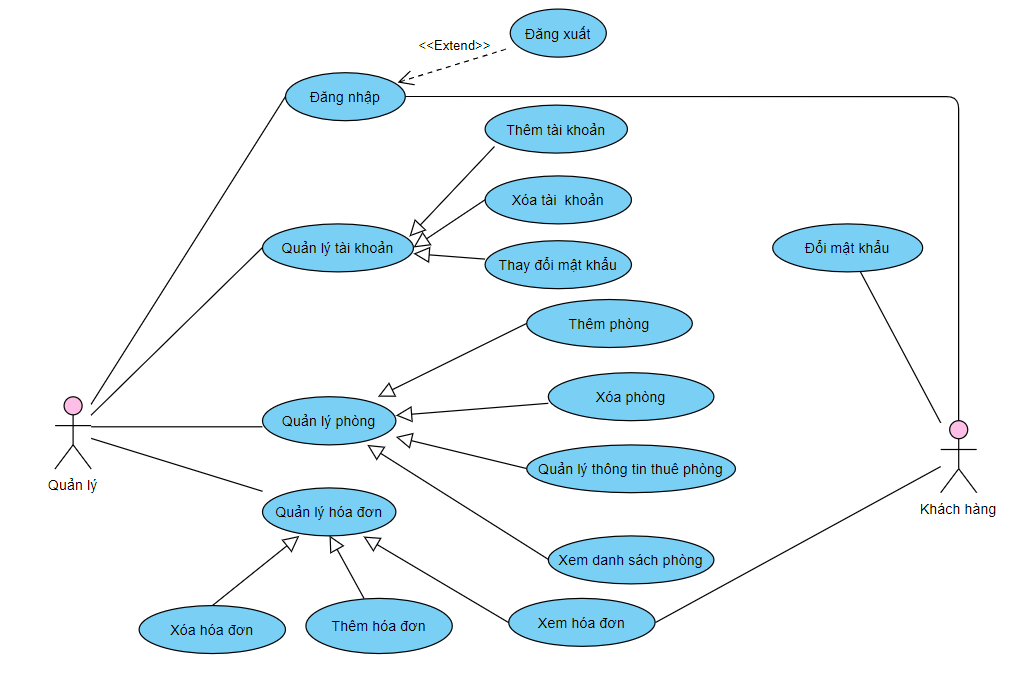 Đăng xuất
<<Extend>>
Đăng nhập
Thêm tài khoản
Xóa tài  khoản
Quản lý tài khoản
Đổi mật khẩu
Thay đổi mật khẩu
Thêm phòng
Xóa phòng
Quản lý phòng
Quản lý thông tin thuê phòng
Quản lý
Khách hàng
Quản lý hóa đơn
Xem danh sách phòng
Xóa hóa đơn
Thêm hóa đơn
Xem hóa đơn